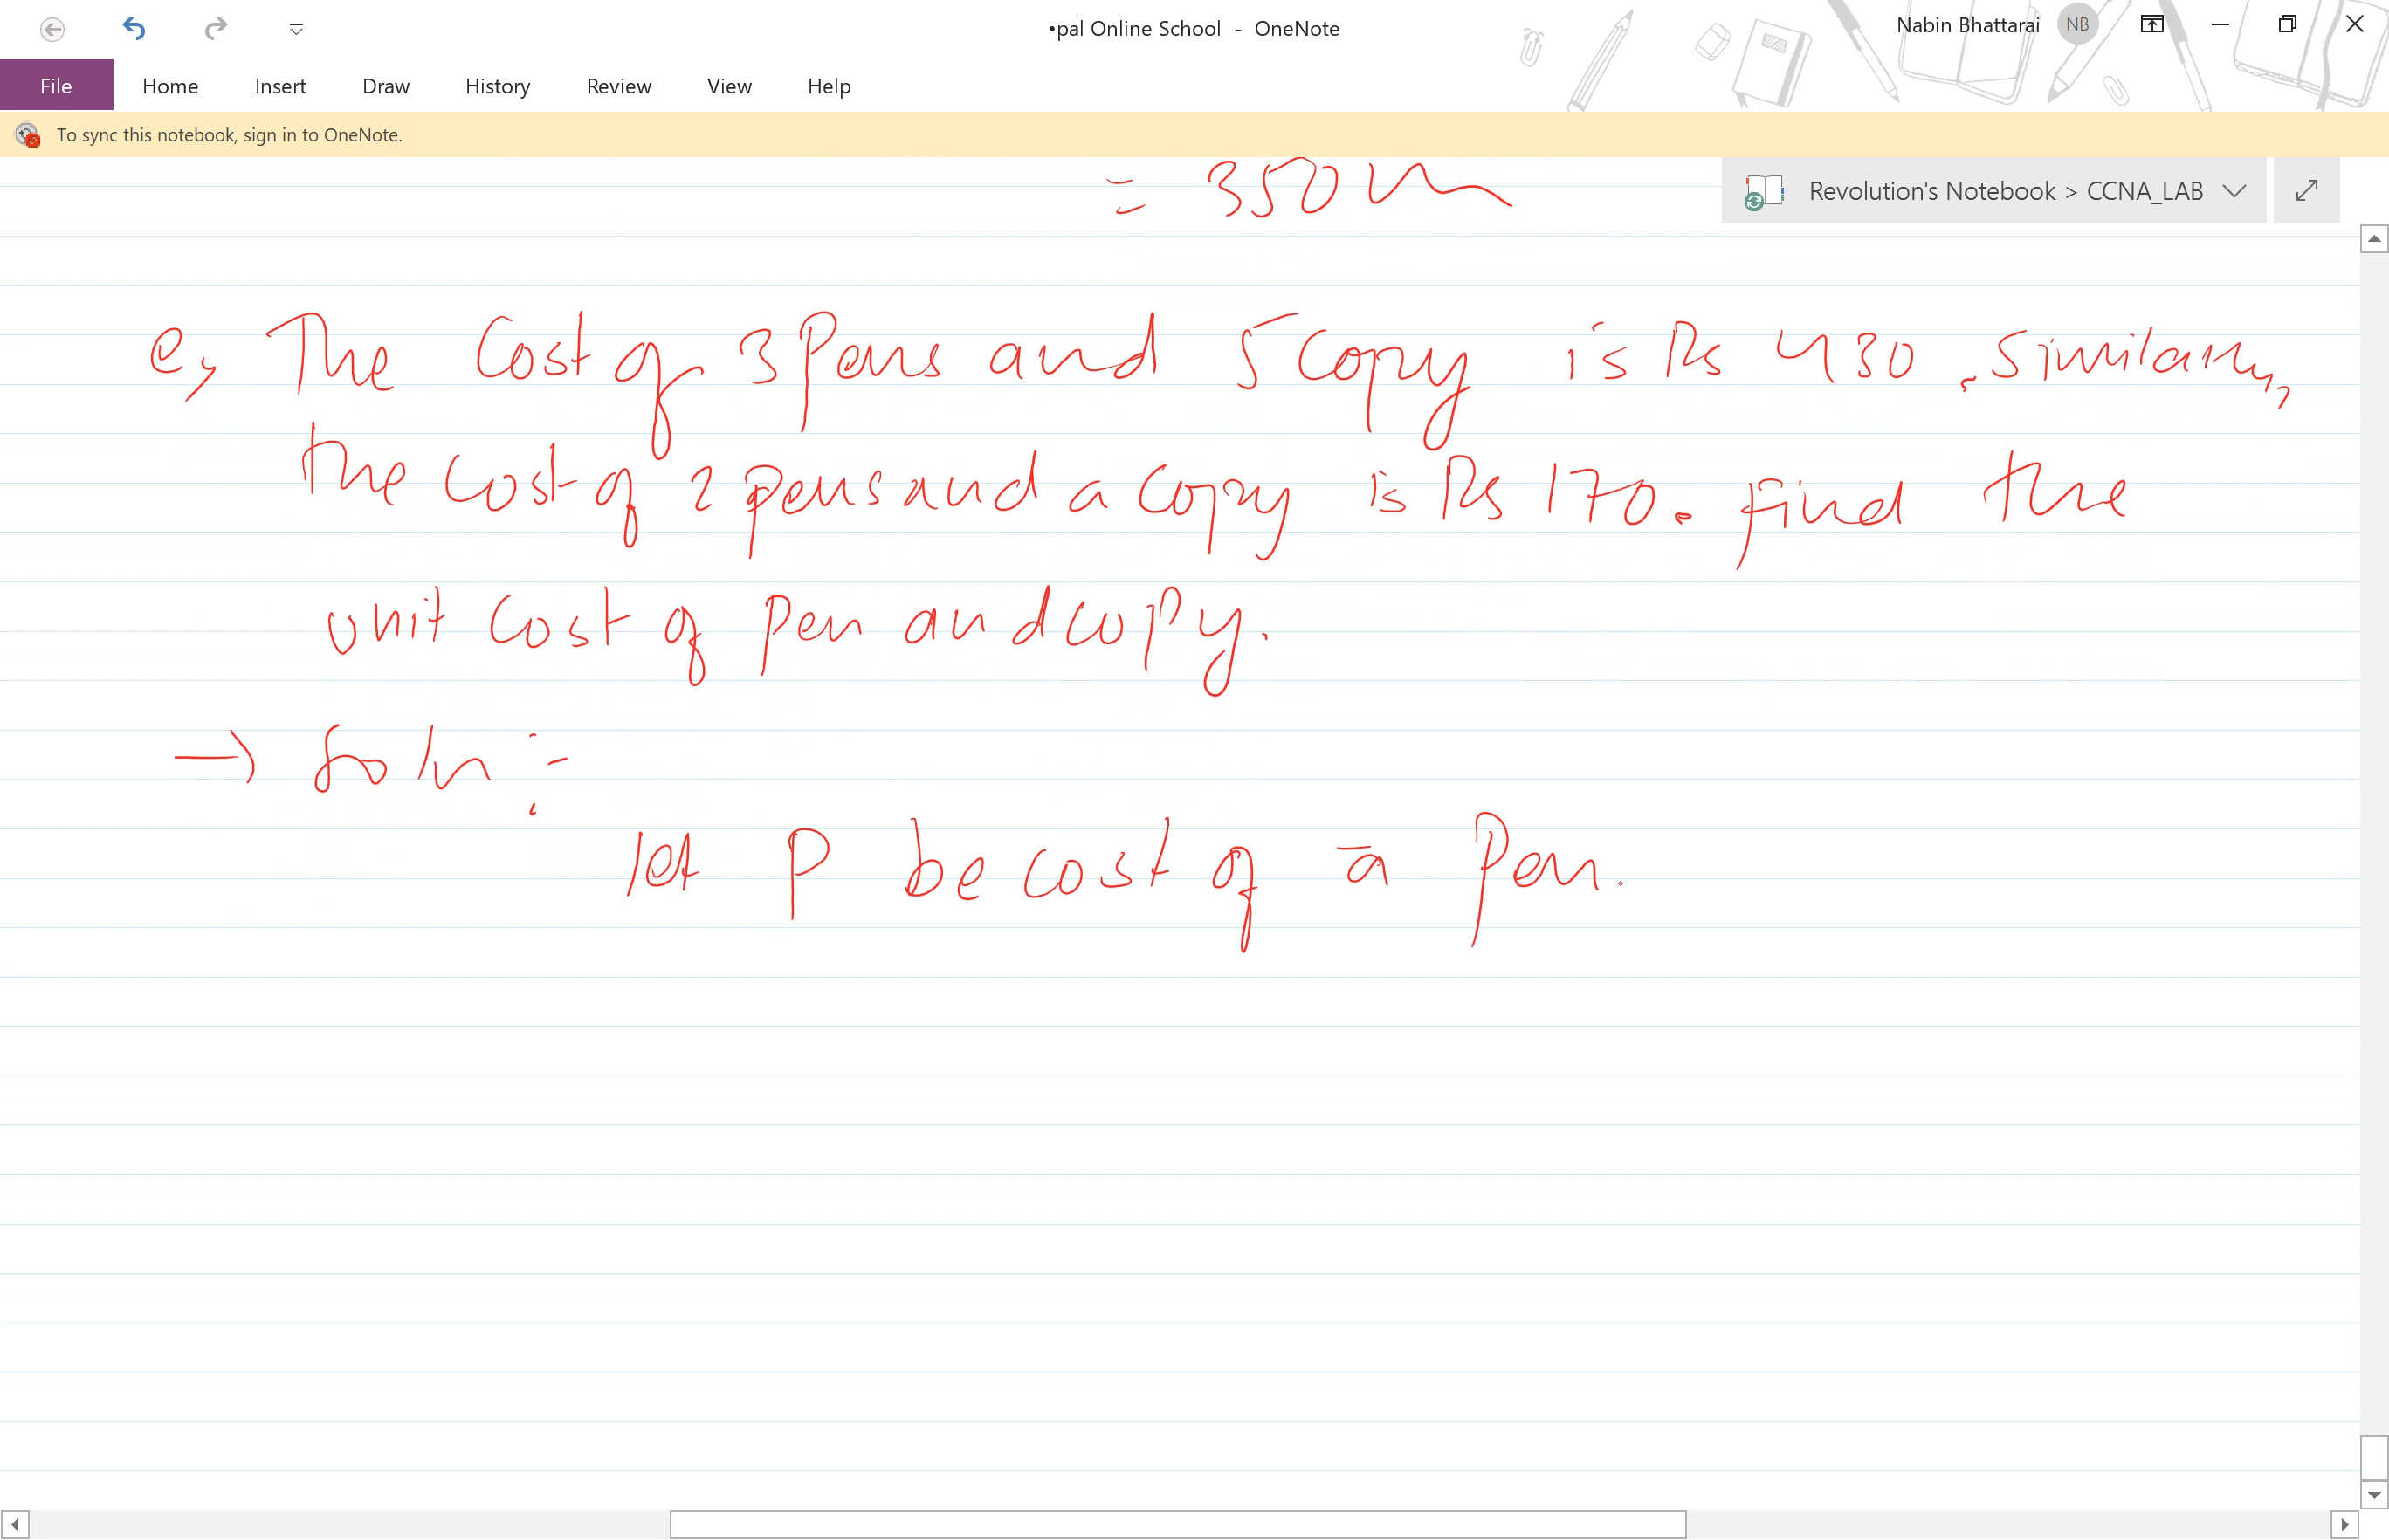 •pal Online School - OneNote
Nabin Bhattarai NB
File Home Insert Draw History Review View Help
To sync this notebook, sign in to OneNote.
Revolution's Notebook > CCNA_LAB
= 350m
e, The Cost of 3 Pens and 5 Copy is Rs 430. Similarly,
the cost of 2 pens and a copy is Rs 170. Find the
unit cost of Pen and copy.
→ Soln:-
let P be cost of a Pen.